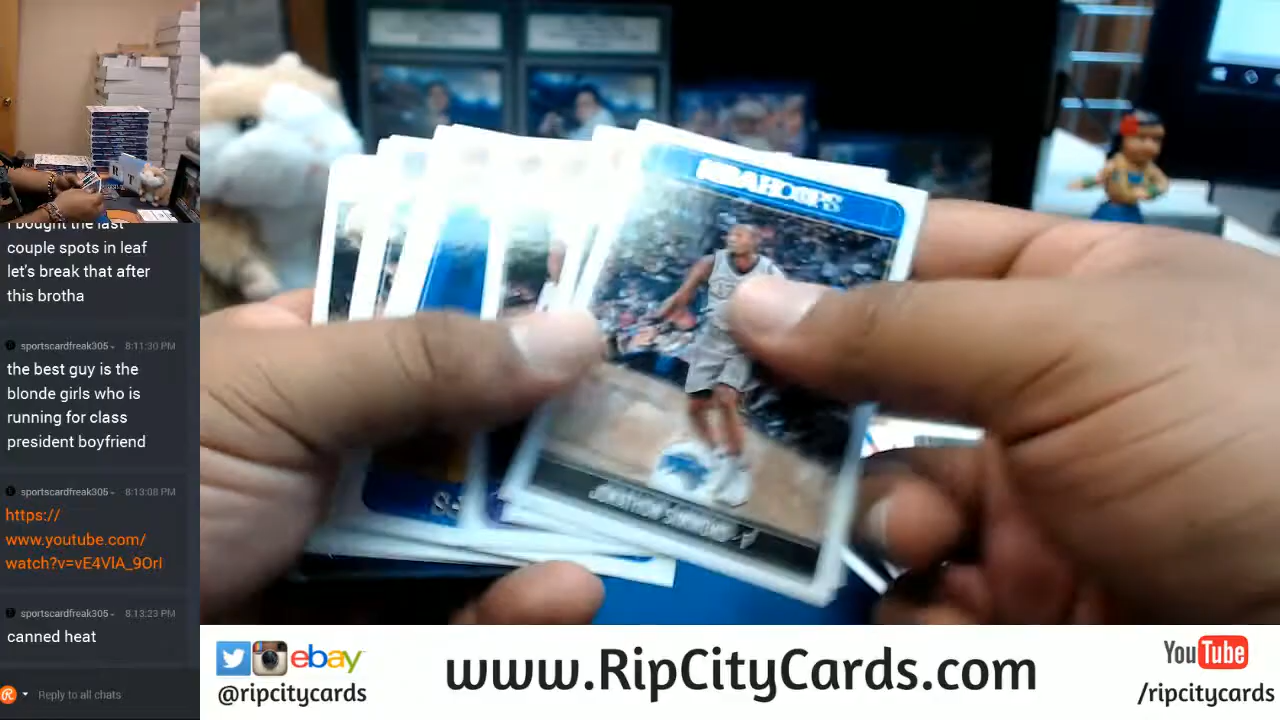 I bought the last
couple spots in leaf
let's break that after
this brotha
sportscardfreak305 8:11:30 PM
the best guy is the
blonde girls who is
running for class
president boyfriend
sportscardfreak305 8:13:08 PM
https://
www.youtube.com/
watch?v=vE4VlA_9OrI
sportscardfreak305 8:13:23 PM
canned heat
Reply to all chats
NBA HOOPS
JONATHON SIMMONS
ebay
@ripcitycards
www.RipCityCards.com
YouTube
/ripcitycards